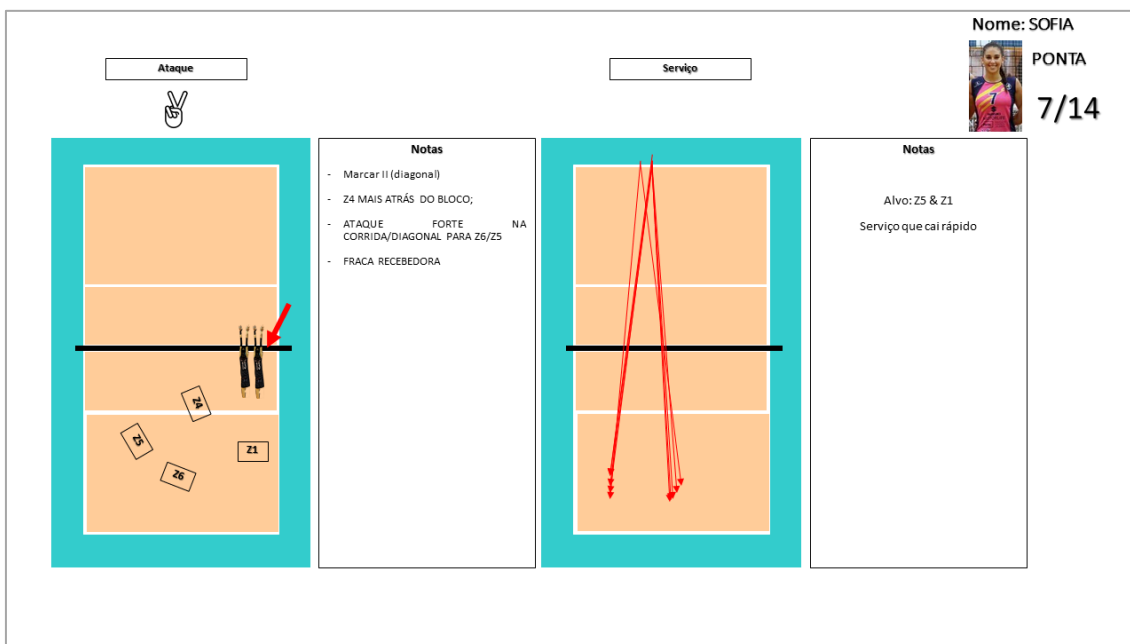 Nome: SOFIA
PONTA
7/14
Ataque
Serviço
Notas
- Marcar II (diagonal)
- Z4 MAIS ATRÁS DO BLOCO;
- ATAQUE FORTE NA
CORRIDA/DIAGONAL PARA Z6/Z5
- FRACA RECEBEDORA
Z4
Z5
Z6
Z1
Notas
Alvo: Z5 & Z1
Serviço que cai rápido
7